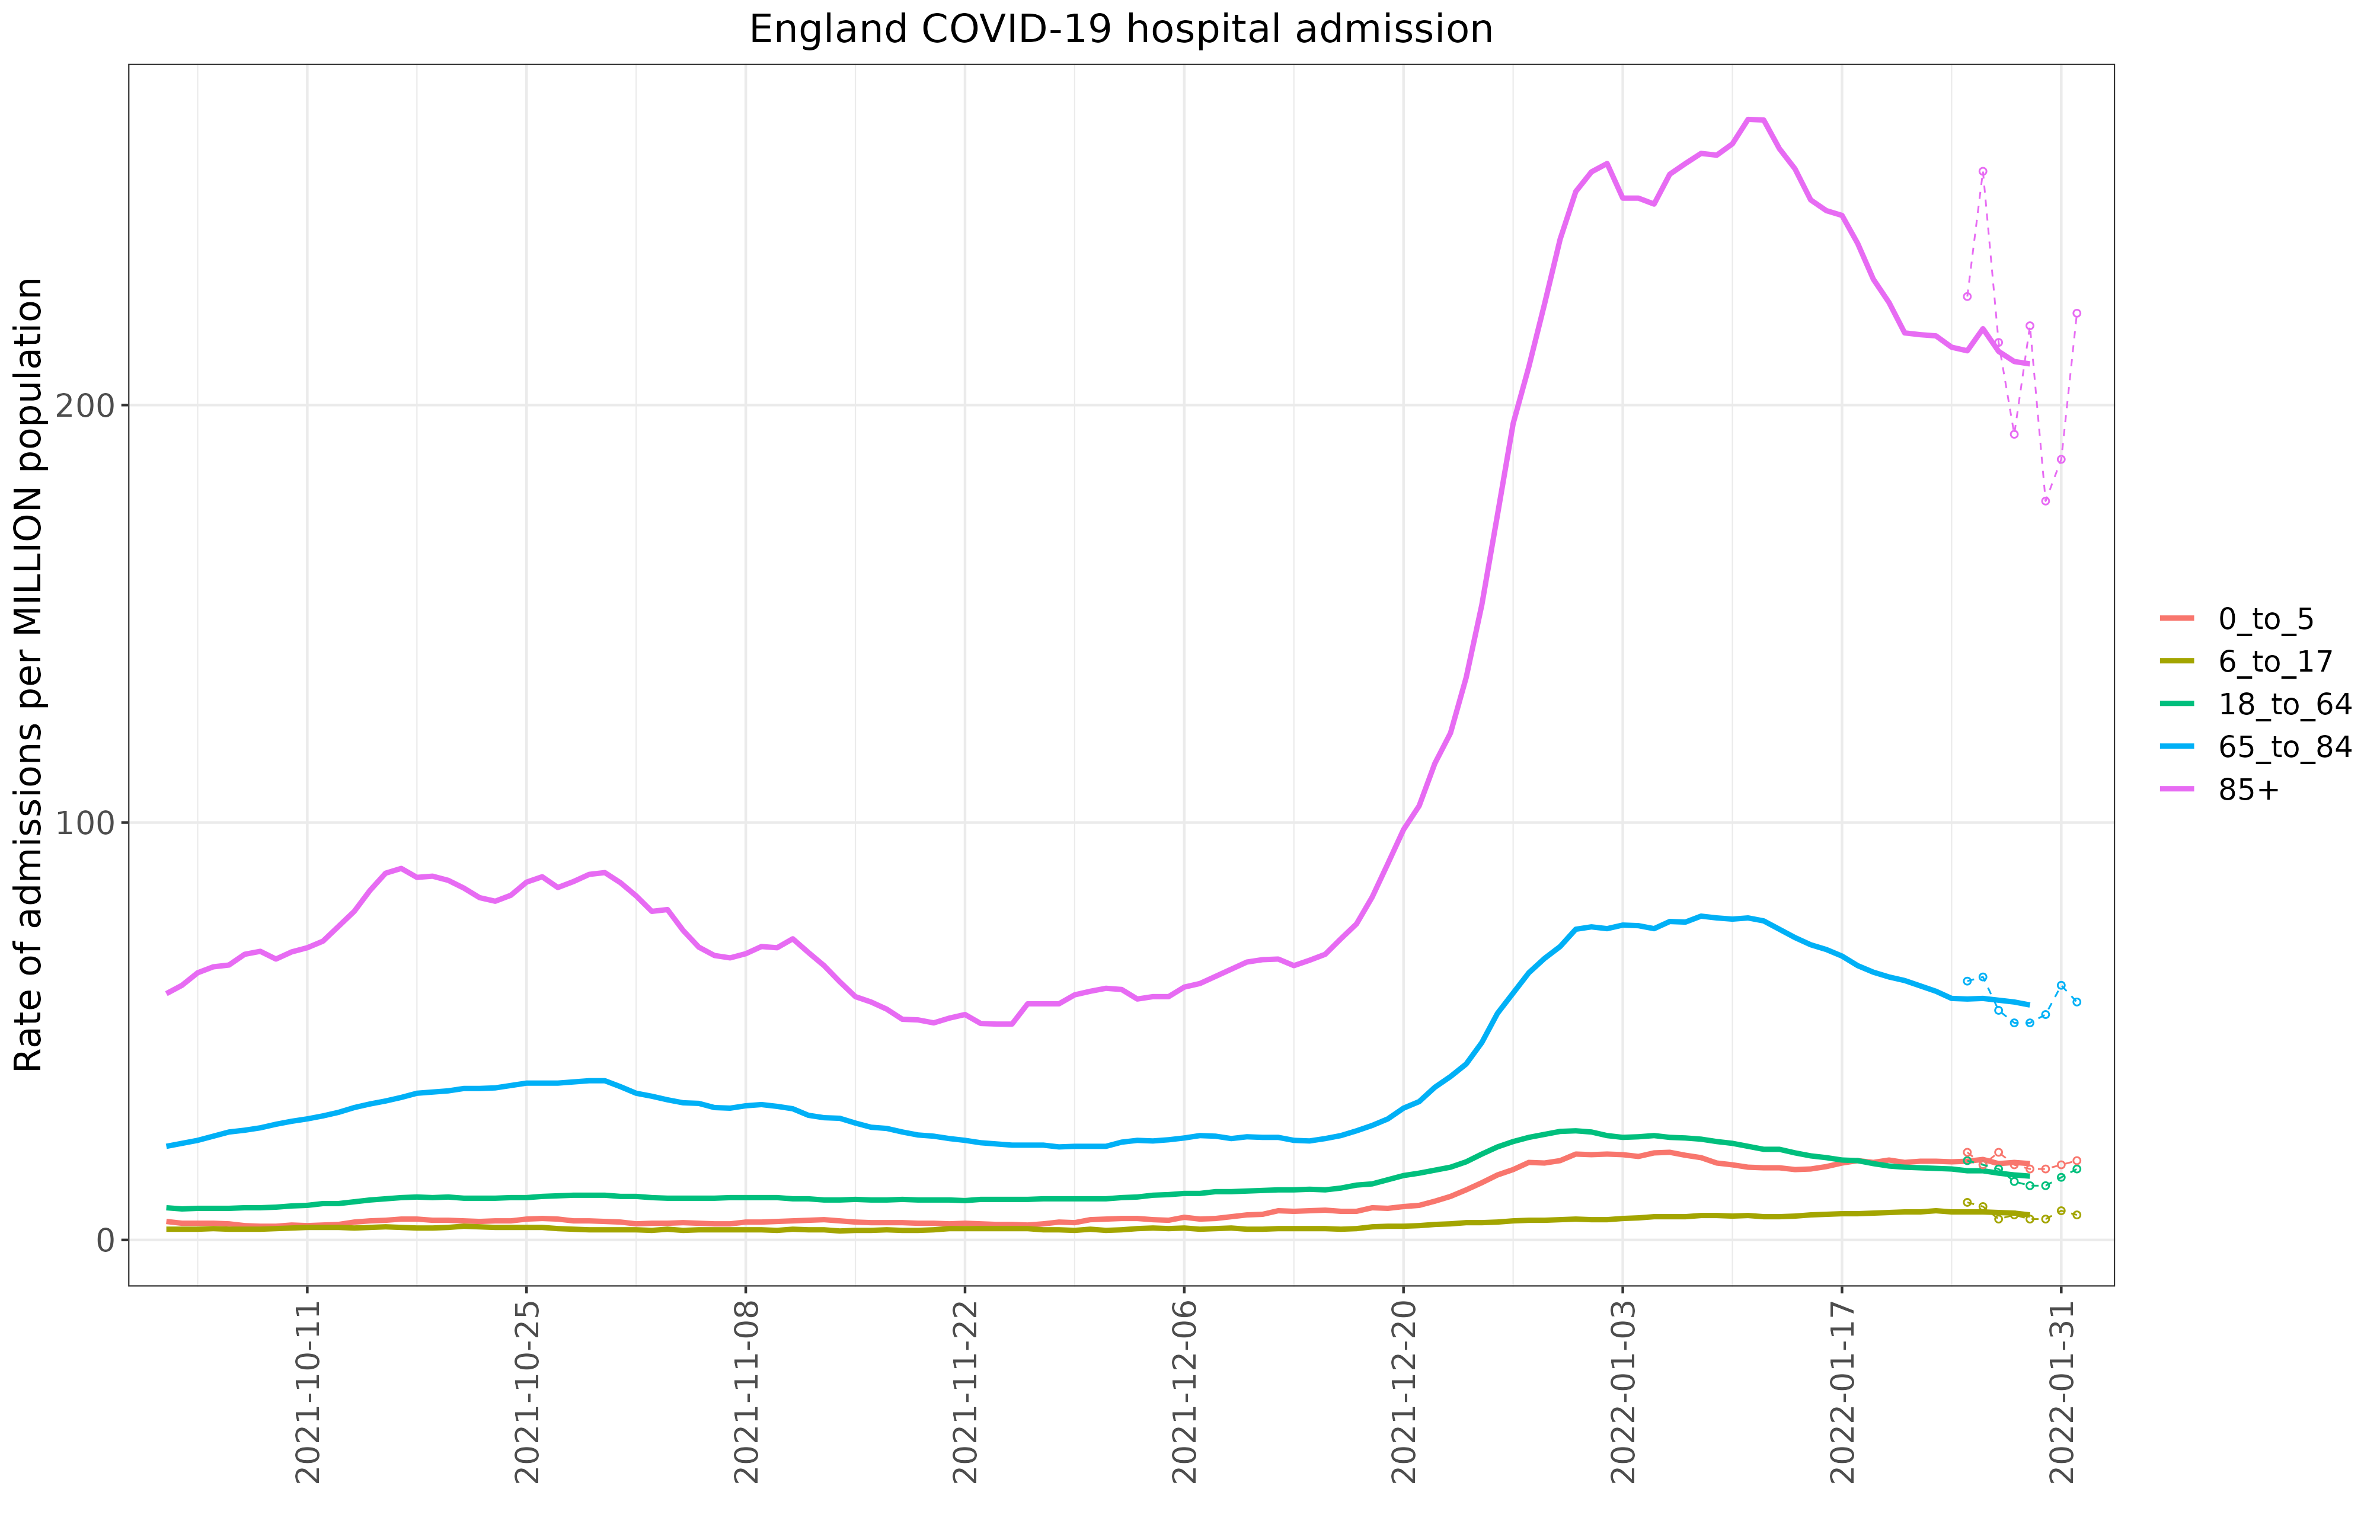 England COVID-19 hospital admission
Rate of admissions per MILLION population
200
100
0
2021-10-11
2021-10-25
2021-11-08
2021-11-22
2021-12-06
2021-12-20
2022-01-03
2022-01-17
2022-01-31
0_to_5
6_to_17
18_to_64
65_to_84
85+